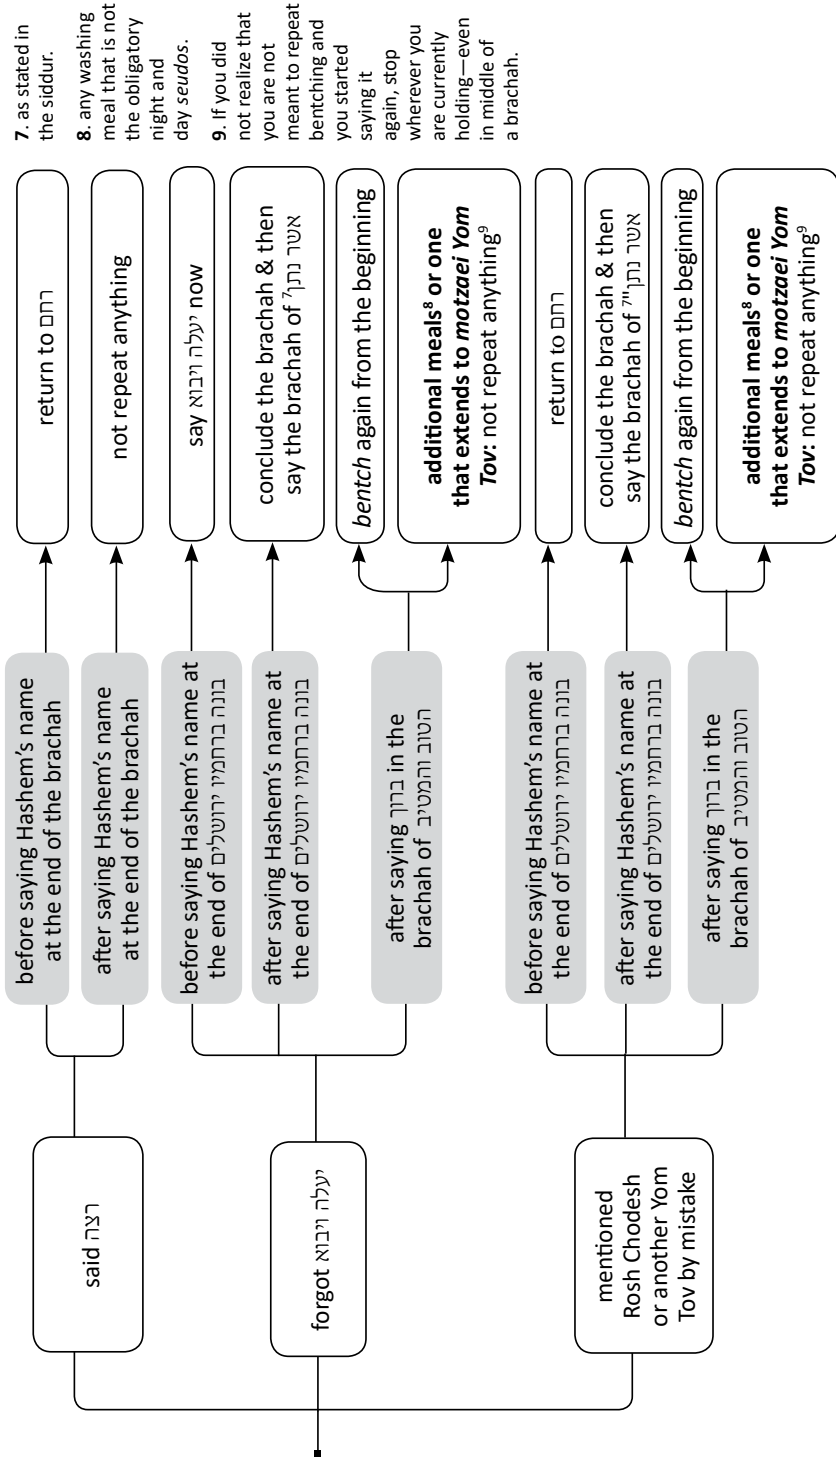 said רצה
before saying Hashem's name
at the end of the brachah
return to רחם
after saying Hashem's name
at the end of the brachah
not repeat anything
forgot יעלה ויבוא
before saying Hashem's name at
the end of בונה ברחמיו ירושלים
say יעלה ויבוא now
after saying Hashem's name at
the end of בונה ברחמיו ירושלים
conclude the brachah & then
say the brachah of אשר נתן⁷
after saying ברוך in the
brachah of הטוב והמטיב
bentch again from the beginning
additional meals⁸ or one
that extends to motzaei Yom
Tov: not repeat anything⁹
mentioned
Rosh Chodesh
or another Yom
Tov by mistake
before saying Hashem's name at
the end of בונה ברחמיו ירושלים
return to רחם
after saying Hashem's name at
the end of בונה ברחמיו ירושלים
conclude the brachah & then
say the brachah of אשר נתן"⁷
after saying ברוך in the
brachah of הטוב והמטיב
bentch again from the beginning
additional meals⁸ or one
that extends to motzaei Yom
Tov: not repeat anything⁹
7. as stated in
the siddur.
8. any washing
meal that is not
the obligatory
night and
day seudos.
9. If you did
not realize that
you are not
meant to repeat
bentching and
you started
saying it
again, stop
wherever you
are currently
holding—even
in middle of
a brachah.